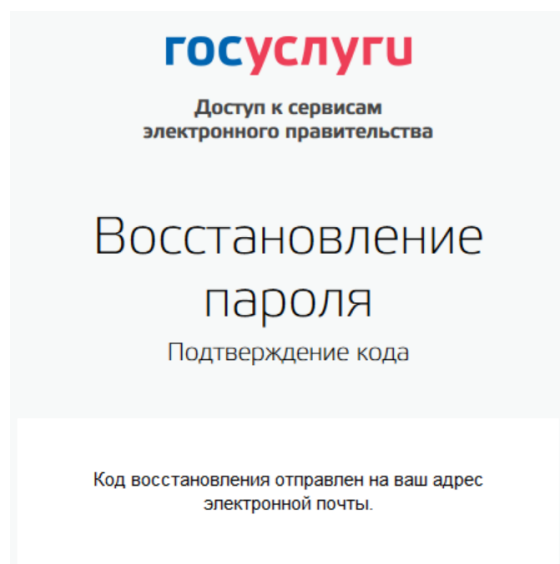 госуслуги
Доступ к сервисам
электронного правительства
Восстановление
пароля
Подтверждение кода
Код восстановления отправлен на ваш адрес
электронной почты.